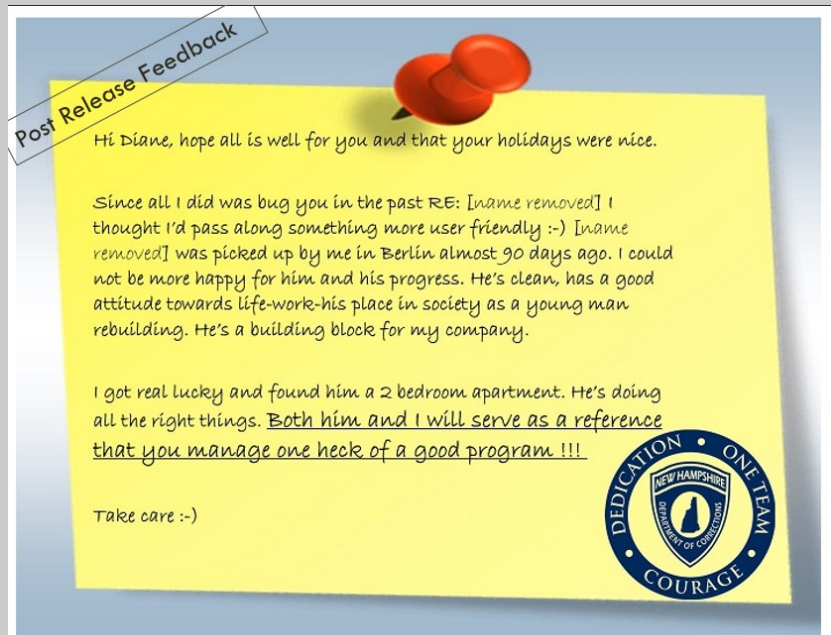 Post Release Feedback
Hi Diane, hope all is well for you and that your holidays were nice.
Since all I did was bug you in the past RE: [name removed] I
thought I'd pass along something more user friendly :-) [name
removed] was picked up by me in Berlin almost 90 days ago. I could
not be more happy for him and his progress. He's clean, has a good
attitude towards life-work-his place in society as a young man
rebuilding. He's a building block for my company.
I got real lucky and found him a 2 bedroom apartment. He's doing
all the right things. Both him and I will serve as a reference
that you manage one heck of a good program !!!
Take care :-)
DEDICATION • ONE TEAM • COURAGE •
NEW HAMPSHIRE
DEPARTMENT OF CORRECTIONS